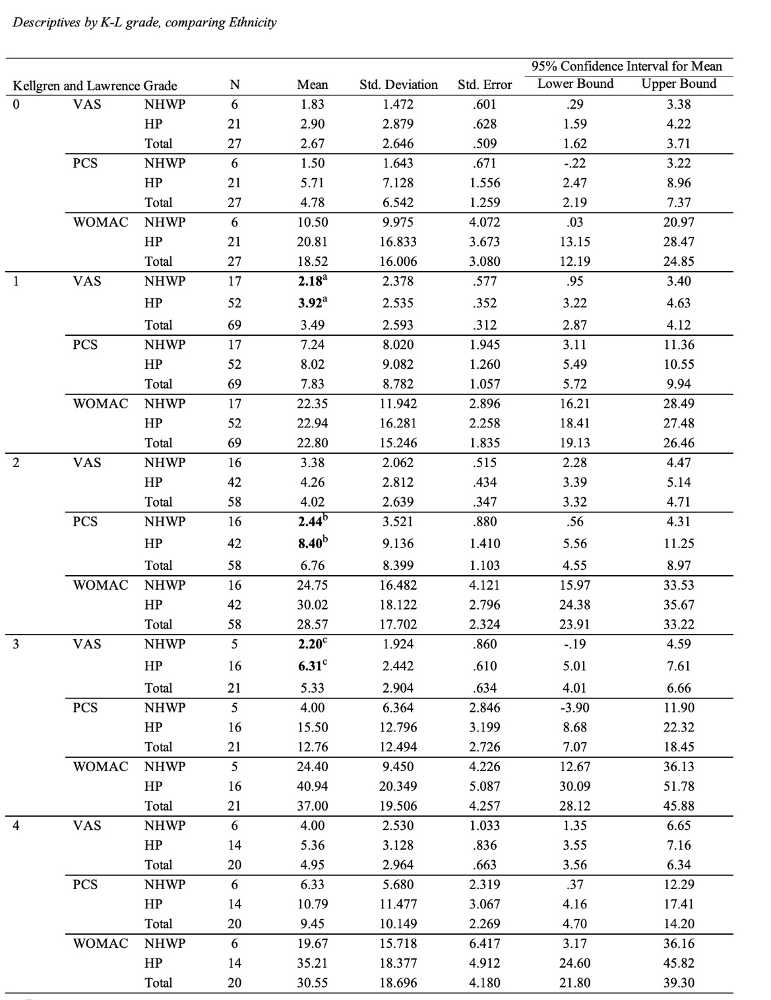 Descriptives by K-L grade, comparing Ethnicity
95% Confidence Interval for Mean
Kellgren and Lawrence Grade N Mean Std. Deviation Std. Error Lower Bound Upper Bound
0 VAS NHWP 6 1.83 1.472 .601 .29 3.38
HP 21 2.90 2.879 .628 1.59 4.22
Total 27 2.67 2.646 .509 1.62 3.71
PCS NHWP 6 1.50 1.643 .671 -.22 3.22
HP 21 5.71 7.128 1.556 2.47 8.96
Total 27 4.78 6.542 1.259 2.19 7.37
WOMAC NHWP 6 10.50 9.975 4.072 .03 20.97
HP 21 20.81 16.833 3.673 13.15 28.47
Total 27 18.52 16.006 3.080 12.19 24.85
1 VAS NHWP 17 2.18ᵃ 2.378 .577 .95 3.40
HP 52 3.92ᵃ 2.535 .352 3.22 4.63
Total 69 3.49 2.593 .312 2.87 4.12
PCS NHWP 17 7.24 8.020 1.945 3.11 11.36
HP 52 8.02 9.082 1.260 5.49 10.55
Total 69 7.83 8.782 1.057 5.72 9.94
WOMAC NHWP 17 22.35 11.942 2.896 16.21 28.49
HP 52 22.94 16.281 2.258 18.41 27.48
Total 69 22.80 15.246 1.835 19.13 26.46
2 VAS NHWP 16 3.38 2.062 .515 2.28 4.47
HP 42 4.26 2.812 .434 3.39 5.14
Total 58 4.02 2.639 .347 3.32 4.71
PCS NHWP 16 2.44ᵇ 3.521 .880 .56 4.31
HP 42 8.40ᵇ 9.136 1.410 5.56 11.25
Total 58 6.76 8.399 1.103 4.55 8.97
WOMAC NHWP 16 24.75 16.482 4.121 15.97 33.53
HP 42 30.02 18.122 2.796 24.38 35.67
Total 58 28.57 17.702 2.324 23.91 33.22
3 VAS NHWP 5 2.20ᶜ 1.924 .860 -.19 4.59
HP 16 6.31ᶜ 2.442 .610 5.01 7.61
Total 21 5.33 2.904 .634 4.01 6.66
PCS NHWP 5 4.00 6.364 2.846 -3.90 11.90
HP 16 15.50 12.796 3.199 8.68 22.32
Total 21 12.76 12.494 2.726 7.07 18.45
WOMAC NHWP 5 24.40 9.450 4.226 12.67 36.13
HP 16 40.94 20.349 5.087 30.09 51.78
Total 21 37.00 19.506 4.257 28.12 45.88
4 VAS NHWP 6 4.00 2.530 1.033 1.35 6.65
HP 14 5.36 3.128 .836 3.55 7.16
Total 20 4.95 2.964 .663 3.56 6.34
PCS NHWP 6 6.33 5.680 2.319 .37 12.29
HP 14 10.79 11.477 3.067 4.16 17.41
Total 20 9.45 10.149 2.269 4.70 14.20
WOMAC NHWP 6 19.67 15.718 6.417 3.17 36.16
HP 14 35.21 18.377 4.912 24.60 45.82
Total 20 30.55 18.696 4.180 21.80 39.30